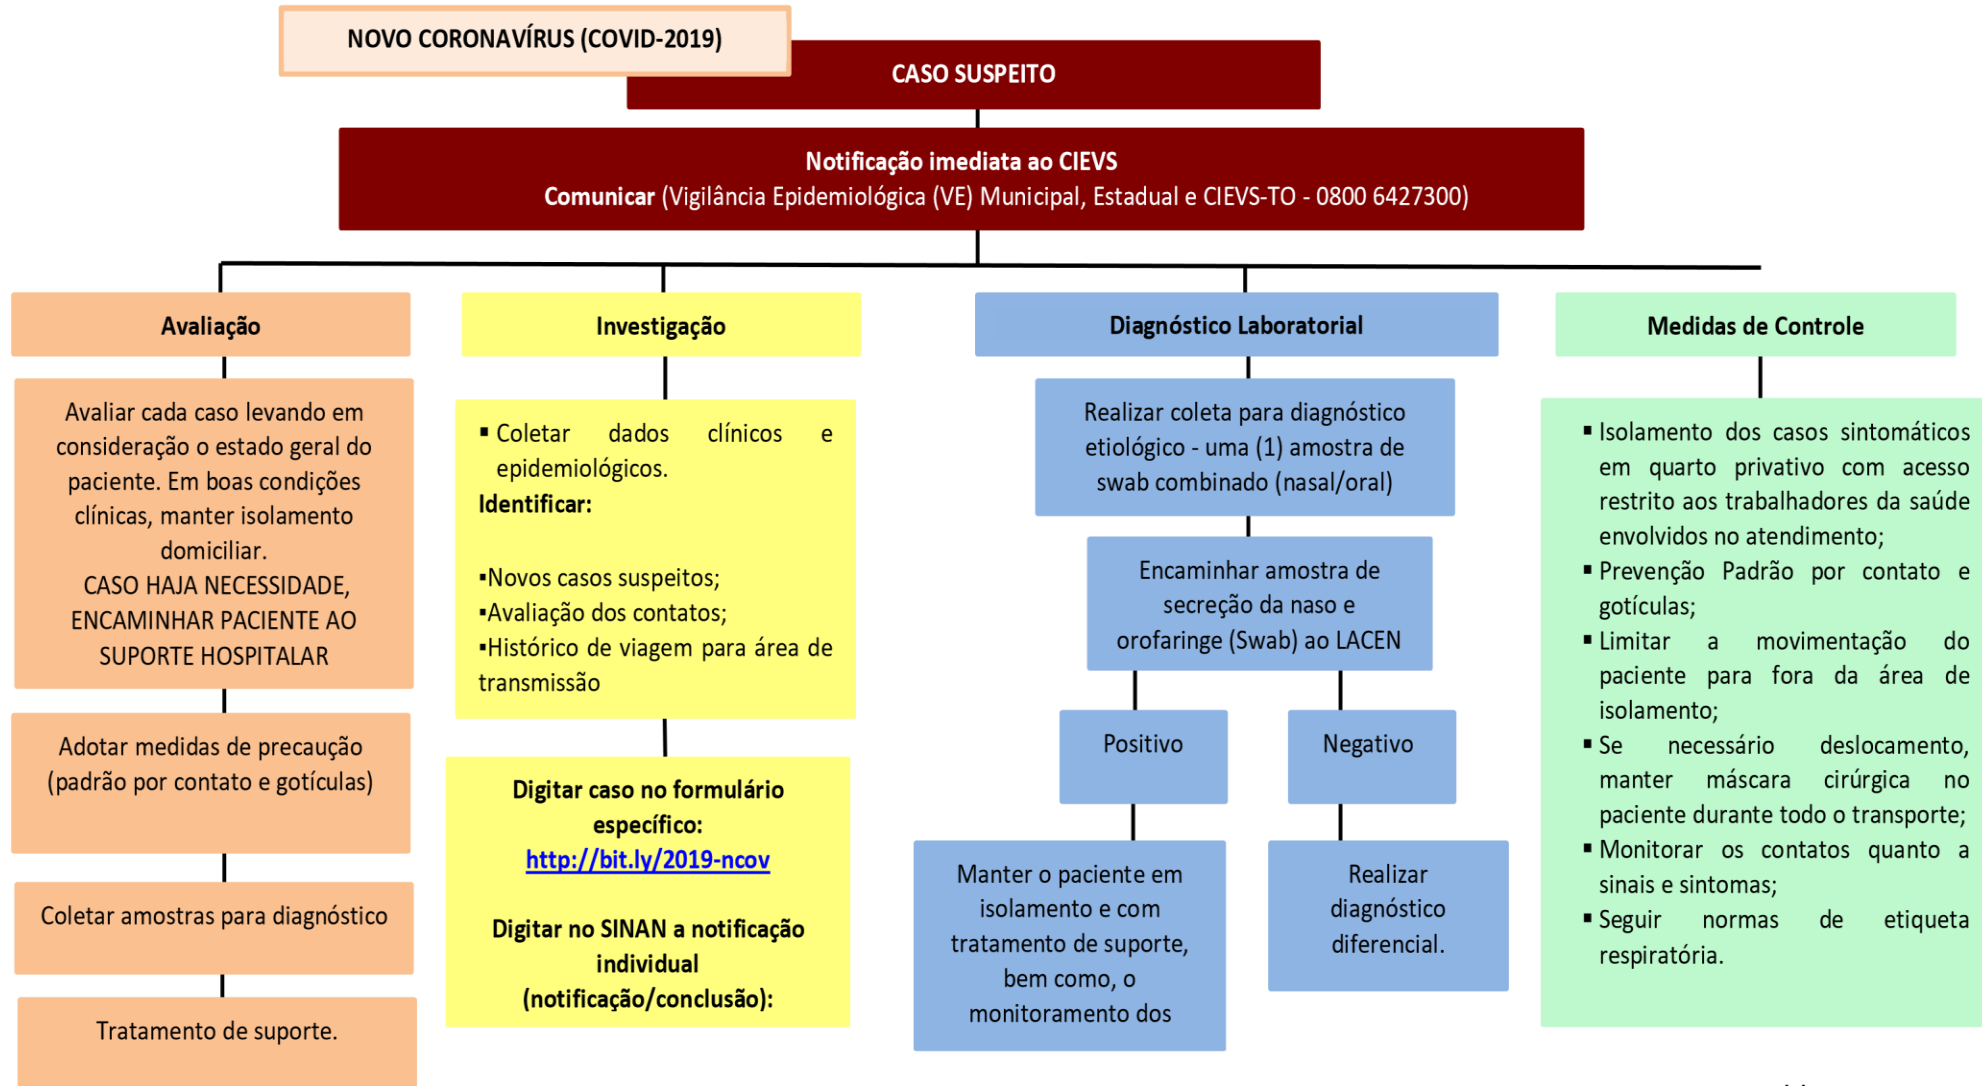 NOVO CORONAVÍRUS (COVID-2019)
CASO SUSPEITO
Notificação imediata ao CIEVS
Comunicar (Vigilância Epidemiológica (VE) Municipal, Estadual e CIEVS-TO - 0800 6427300)
Avaliação
Avaliar cada caso levando em
consideração o estado geral do
paciente. Em boas condições
clínicas, manter isolamento
domiciliar.
CASO HAJA NECESSIDADE,
ENCAMINHAR PACIENTE AO
SUPORTE HOSPITALAR
Adotar medidas de precaução
(padrão por contato e gotículas)
Coletar amostras para diagnóstico
Tratamento de suporte.
Investigação
▪ Coletar dados clínicos e
epidemiológicos.
Identificar:
▪Novos casos suspeitos;
▪Avaliação dos contatos;
▪Histórico de viagem para área de
transmissão
Digitar caso no formulário
específico:
http://bit.ly/2019-ncov
Digitar no SINAN a notificação
individual
(notificação/conclusão):
Diagnóstico Laboratorial
Realizar coleta para diagnóstico
etiológico - uma (1) amostra de
swab combinado (nasal/oral)
Encaminhar amostra de
secreção da naso e
orofaringe (Swab) ao LACEN
Positivo
Manter o paciente em
isolamento e com
tratamento de suporte,
bem como, o
monitoramento dos
Negativo
Realizar
diagnóstico
diferencial.
Medidas de Controle
▪ Isolamento dos casos sintomáticos
em quarto privativo com acesso
restrito aos trabalhadores da saúde
envolvidos no atendimento;
▪ Prevenção Padrão por contato e
gotículas;
▪ Limitar a movimentação do
paciente para fora da área de
isolamento;
▪ Se necessário deslocamento,
manter máscara cirúrgica no
paciente durante todo o transporte;
▪ Monitorar os contatos quanto a
sinais e sintomas;
▪ Seguir normas de etiqueta
respiratória.